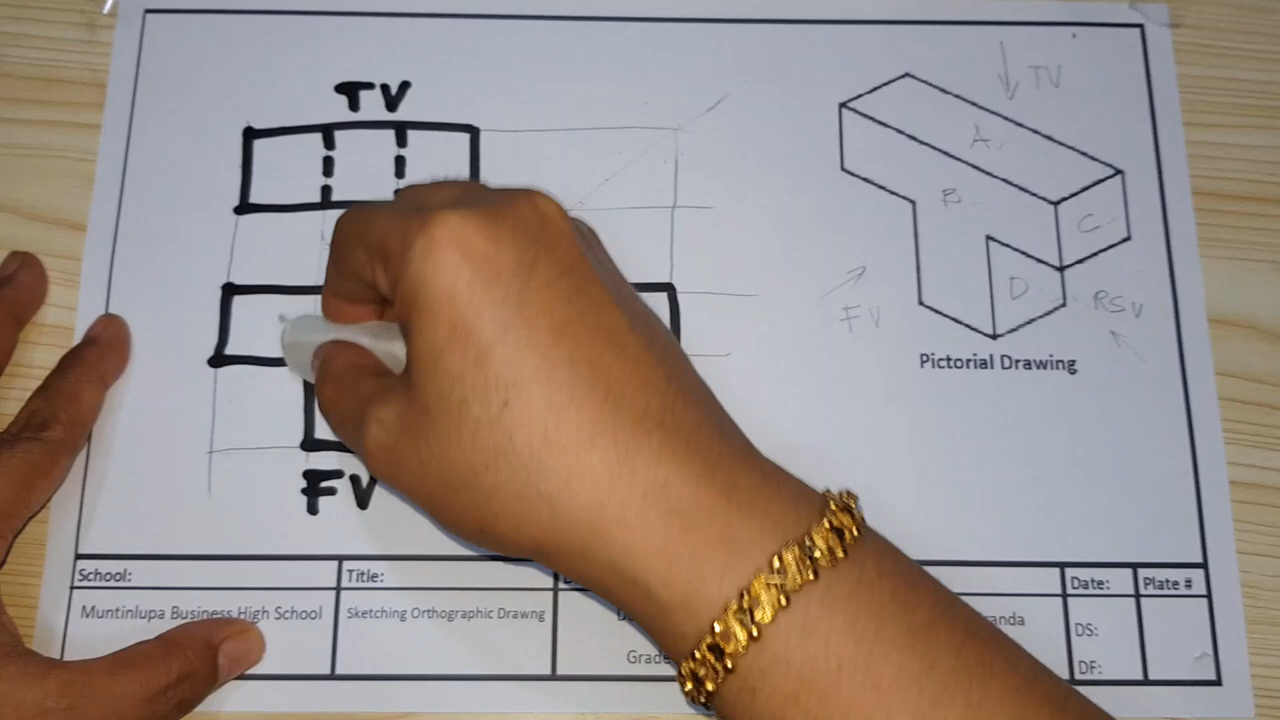 TV
TV
A
B
C
D
FV
RSV
Pictorial Drawing
FV
School:
Title:
Date:
Plate #
Muntinlupa Business High School
Sketching Orthographic Drawng
DS:
Grade
DF: